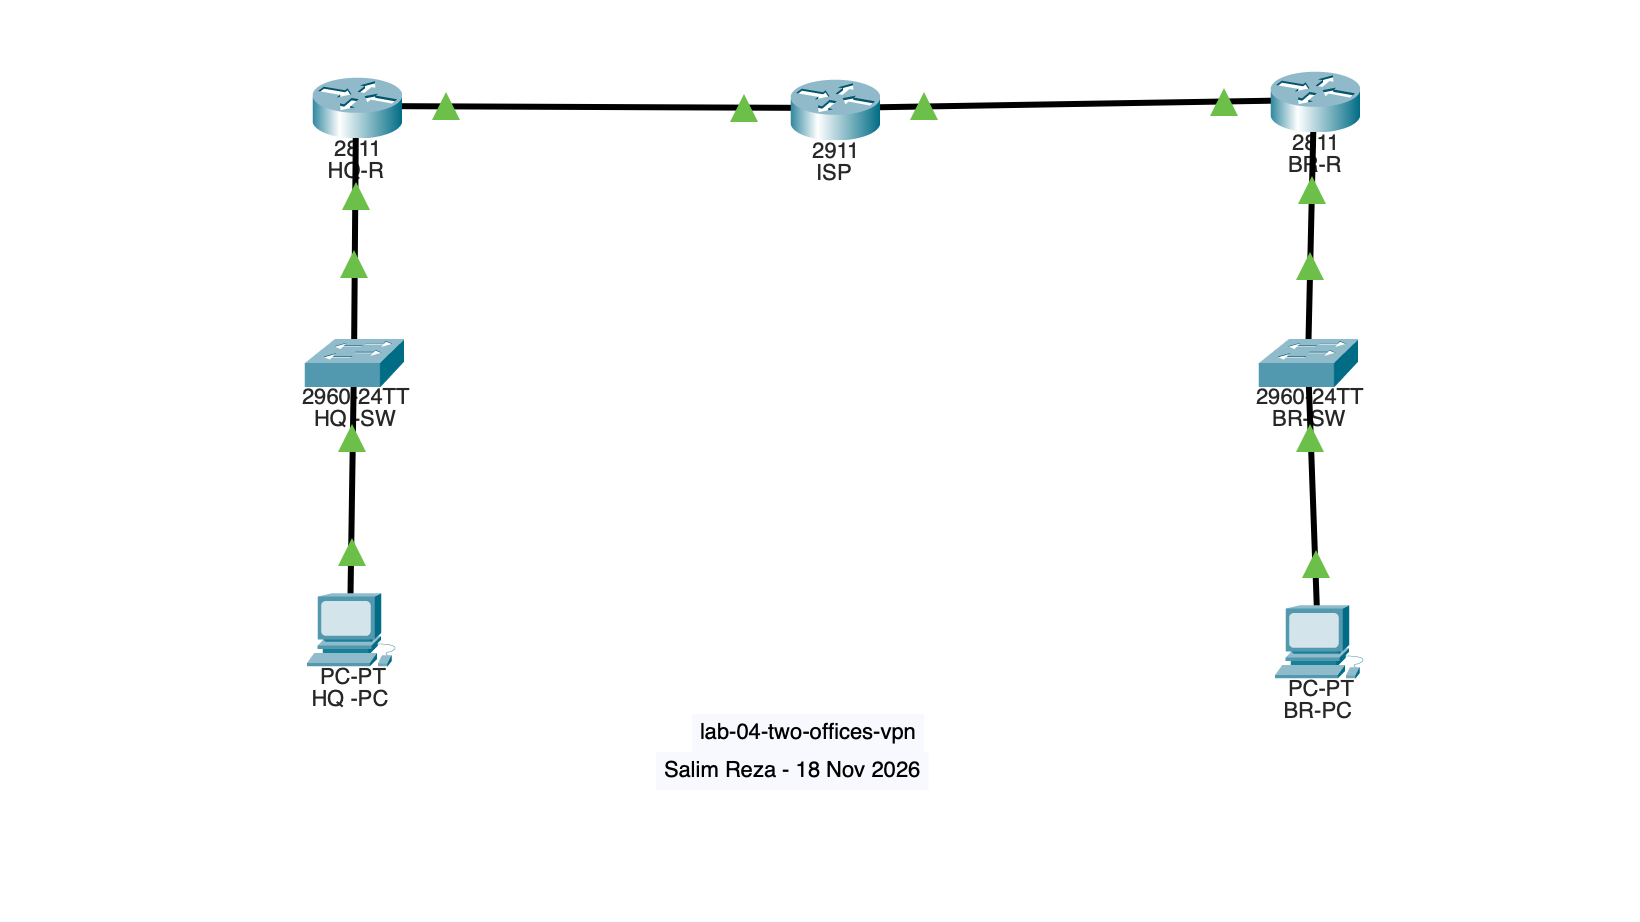 2811
HQ-R
2911
ISP
2811
BR-R
2960-24TT
HQ -SW
2960-24TT
BR-SW
PC-PT
HQ -PC
PC-PT
BR-PC
lab-04-two-offices-vpn
Salim Reza - 18 Nov 2026